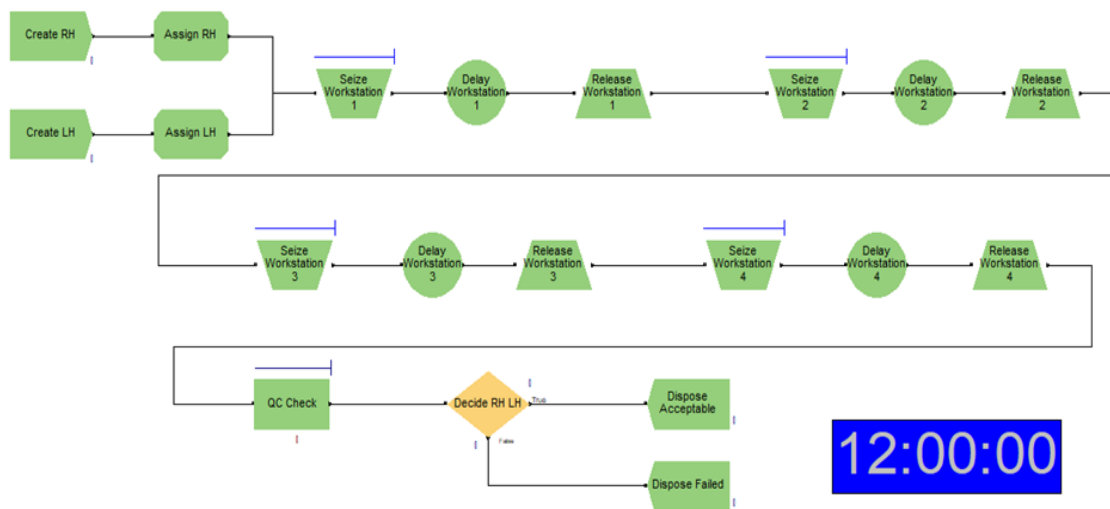 Create RH
Assign RH
Seize
Workstation
1
Delay
Workstation
1
Release
Workstation
1
Seize
Workstation
2
Delay
Workstation
2
Release
Workstation
2
Create LH
Assign LH
Seize
Workstation
3
Delay
Workstation
3
Release
Workstation
3
Seize
Workstation
4
Delay
Workstation
4
Release
Workstation
4
QC Check
Decide RH LH
True
Dispose
Acceptable
False
Dispose Failed
12:00:00